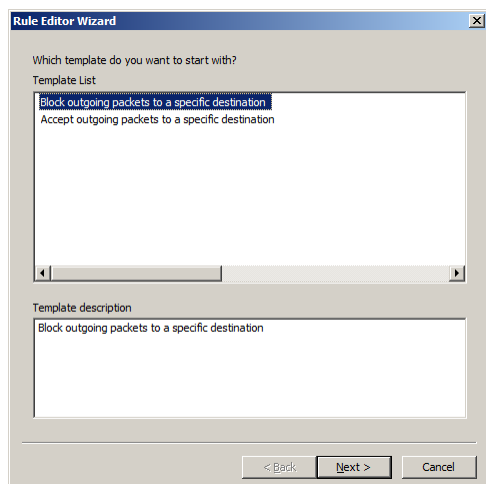 Rule Editor Wizard
Which template do you want to start with?
Template List
Block outgoing packets to a specific destination
Accept outgoing packets to a specific destination
Template description
Block outgoing packets to a specific destination
< Back Next > Cancel